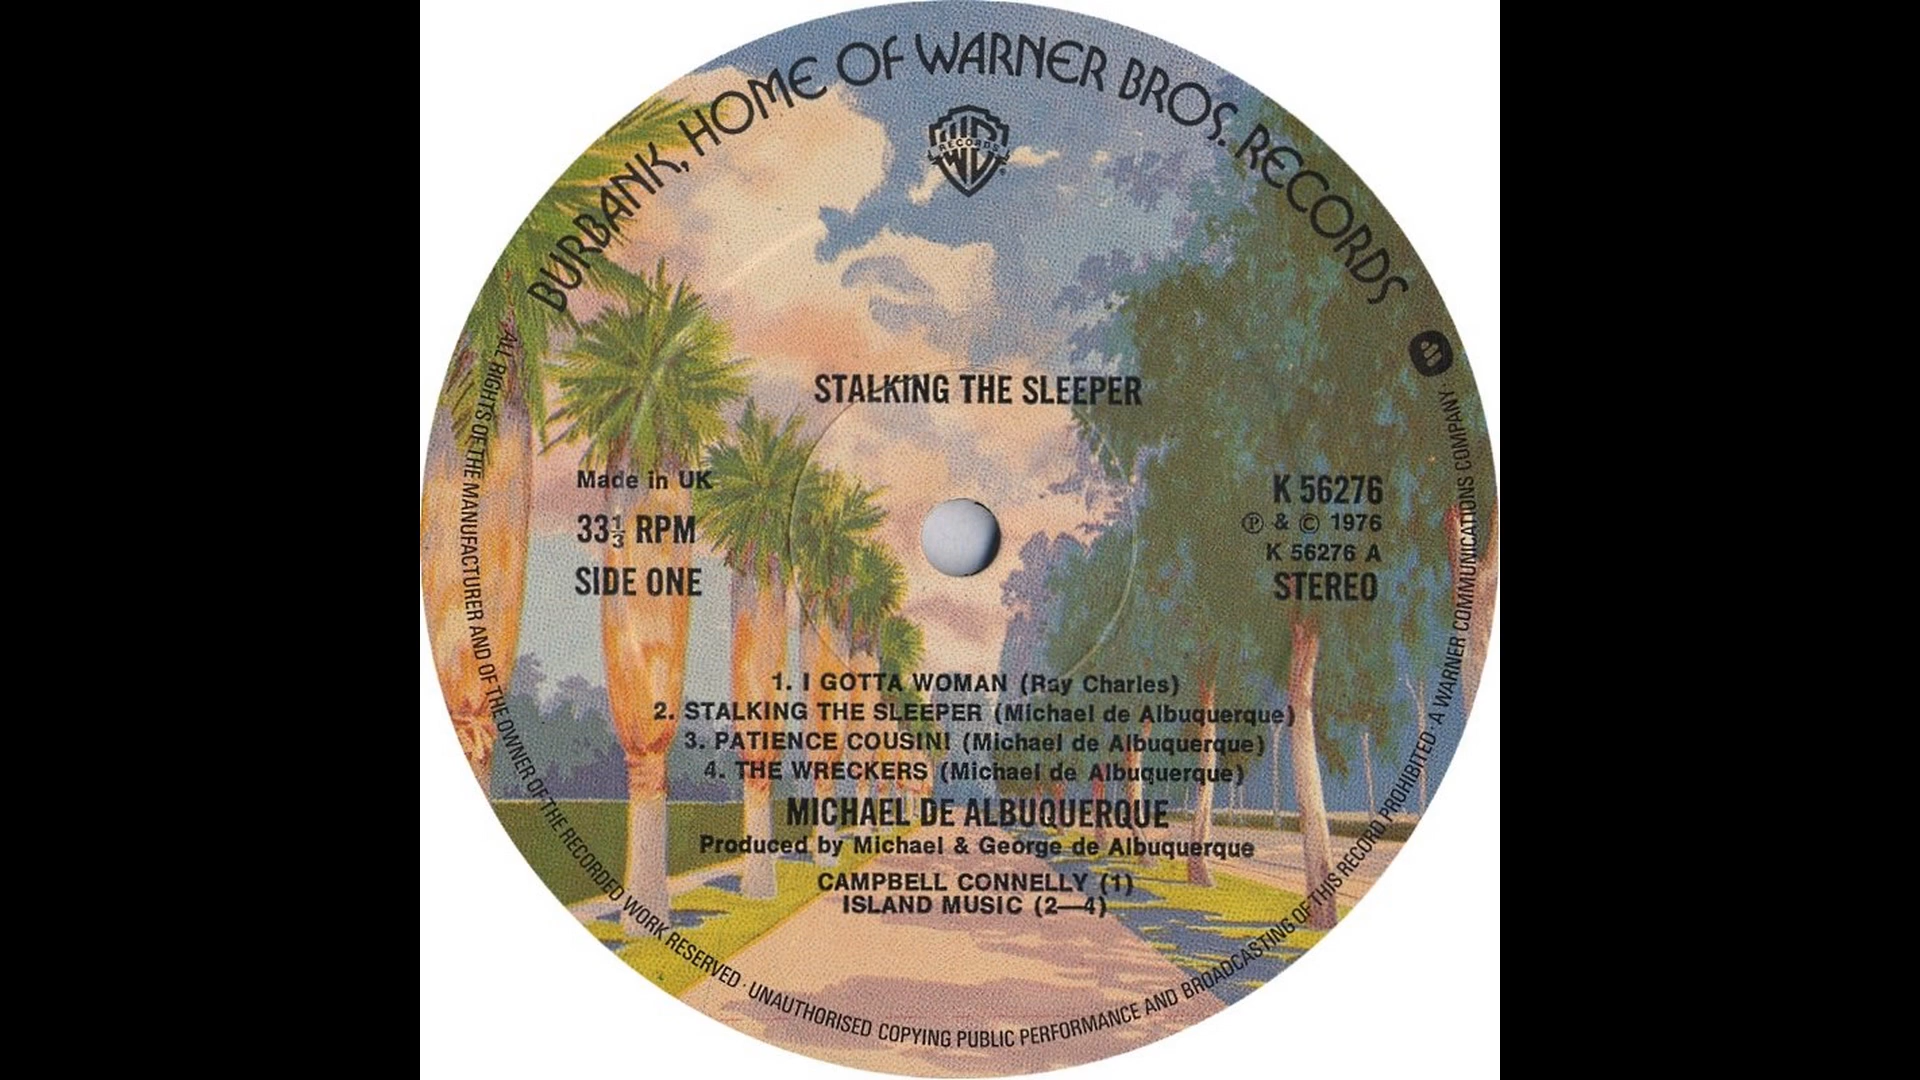 BURBANK, HOME OF WARNER BROS. RECORDS
RECORDS
STALKING THE SLEEPER
Made in UK
33⅓ RPM
SIDE ONE
K 56276
Ⓟ & © 1976
K 56276 A
STEREO
1. I GOTTA WOMAN (Ray Charles)
2. STALKING THE SLEEPER (Michael de Albuquerque)
3. PATIENCE COUSIN! (Michael de Albuquerque)
4. THE WRECKERS (Michael de Albuquerque)
MICHAEL DE ALBUQUERQUE
Produced by Michael & George de Albuquerque
CAMPBELL CONNELLY (1)
ISLAND MUSIC (2—4)
ALL RIGHTS OF THE MANUFACTURER AND OF THE OWNER OF THE RECORDED WORK RESERVED · UNAUTHORISED COPYING PUBLIC PERFORMANCE AND BROADCASTING OF THIS RECORD PROHIBITED · A WARNER COMMUNICATIONS COMPANY